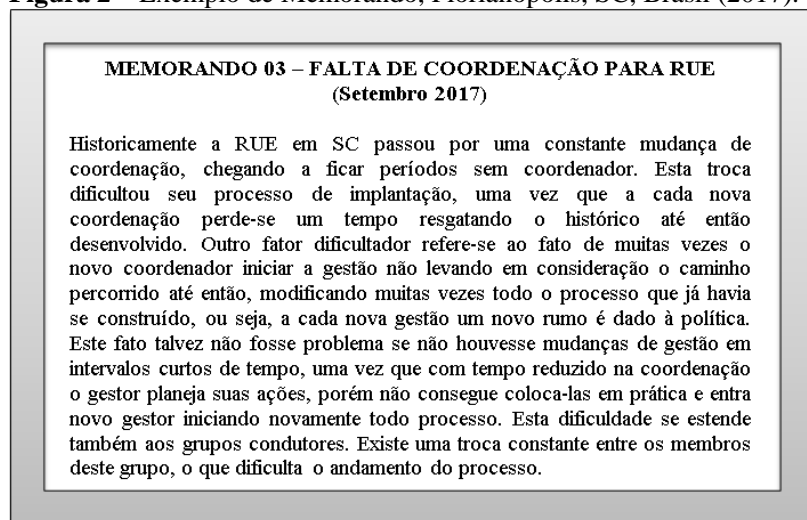 Figura 2 – Exemplo de Memorando, Florianópolis, SC, Brasil (2017).
MEMORANDO 03 – FALTA DE COORDENAÇÃO PARA RUE
(Setembro 2017)
Historicamente a RUE em SC passou por uma constante mudança de
coordenação, chegando a ficar períodos sem coordenador. Esta troca
dificultou seu processo de implantação, uma vez que a cada nova
coordenação perde-se um tempo resgatando o histórico até então
desenvolvido. Outro fator dificultador refere-se ao fato de muitas vezes o
novo coordenador iniciar a gestão não levando em consideração o caminho
percorrido até então, modificando muitas vezes todo o processo que já havia
se construído, ou seja, a cada nova gestão um novo rumo é dado à política.
Este fato talvez não fosse problema se não houvesse mudanças de gestão em
intervalos curtos de tempo, uma vez que com tempo reduzido na coordenação
o gestor planeja suas ações, porém não consegue coloca-las em prática e entra
novo gestor iniciando novamente todo processo. Esta dificuldade se estende
também aos grupos condutores. Existe uma troca constante entre os membros
deste grupo, o que dificulta o andamento do processo.